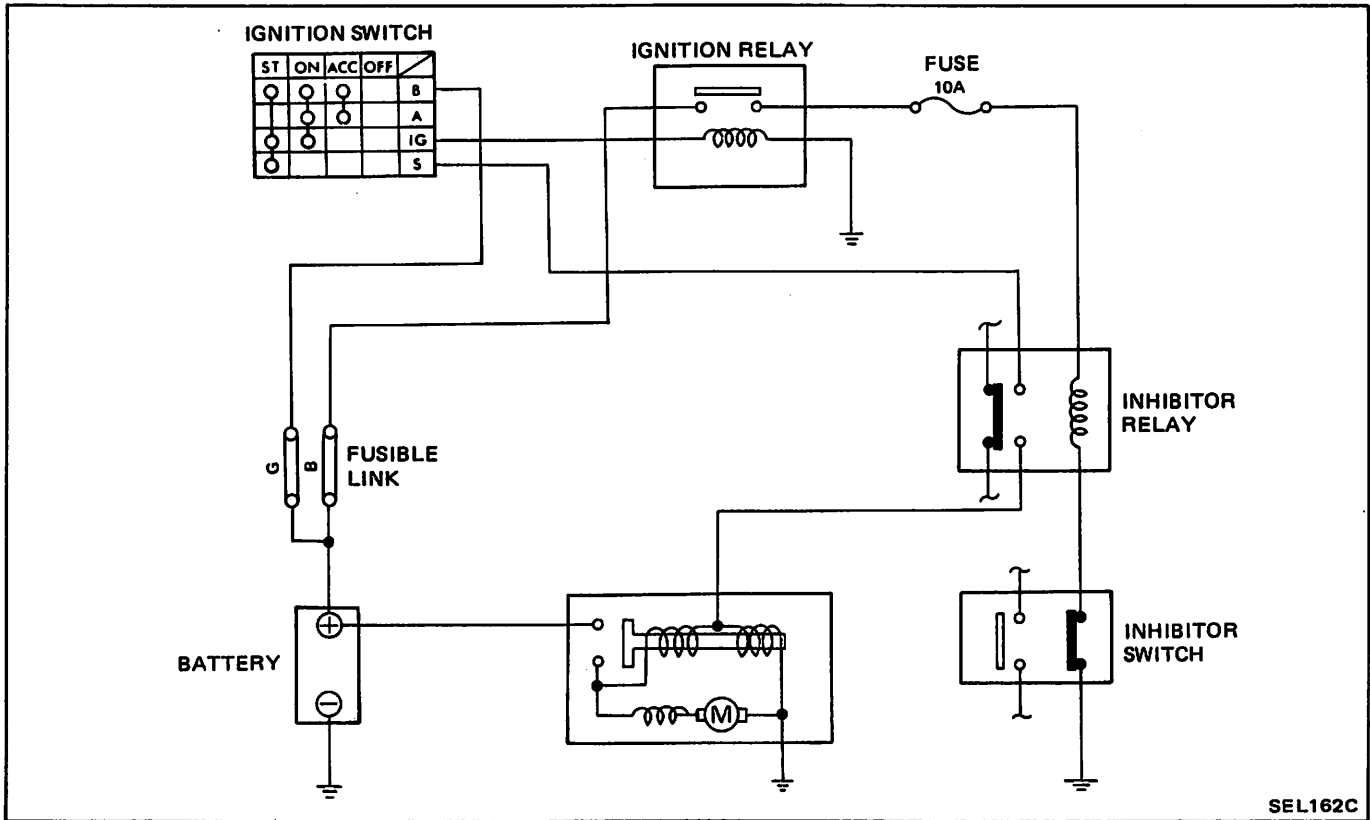 IGNITION SWITCH
ST ON ACC OFF
B
A
IG
S
IGNITION RELAY
FUSE
10A
INHIBITOR
RELAY
G
B
FUSIBLE
LINK
BATTERY
+
−
M
INHIBITOR
SWITCH
SEL162C